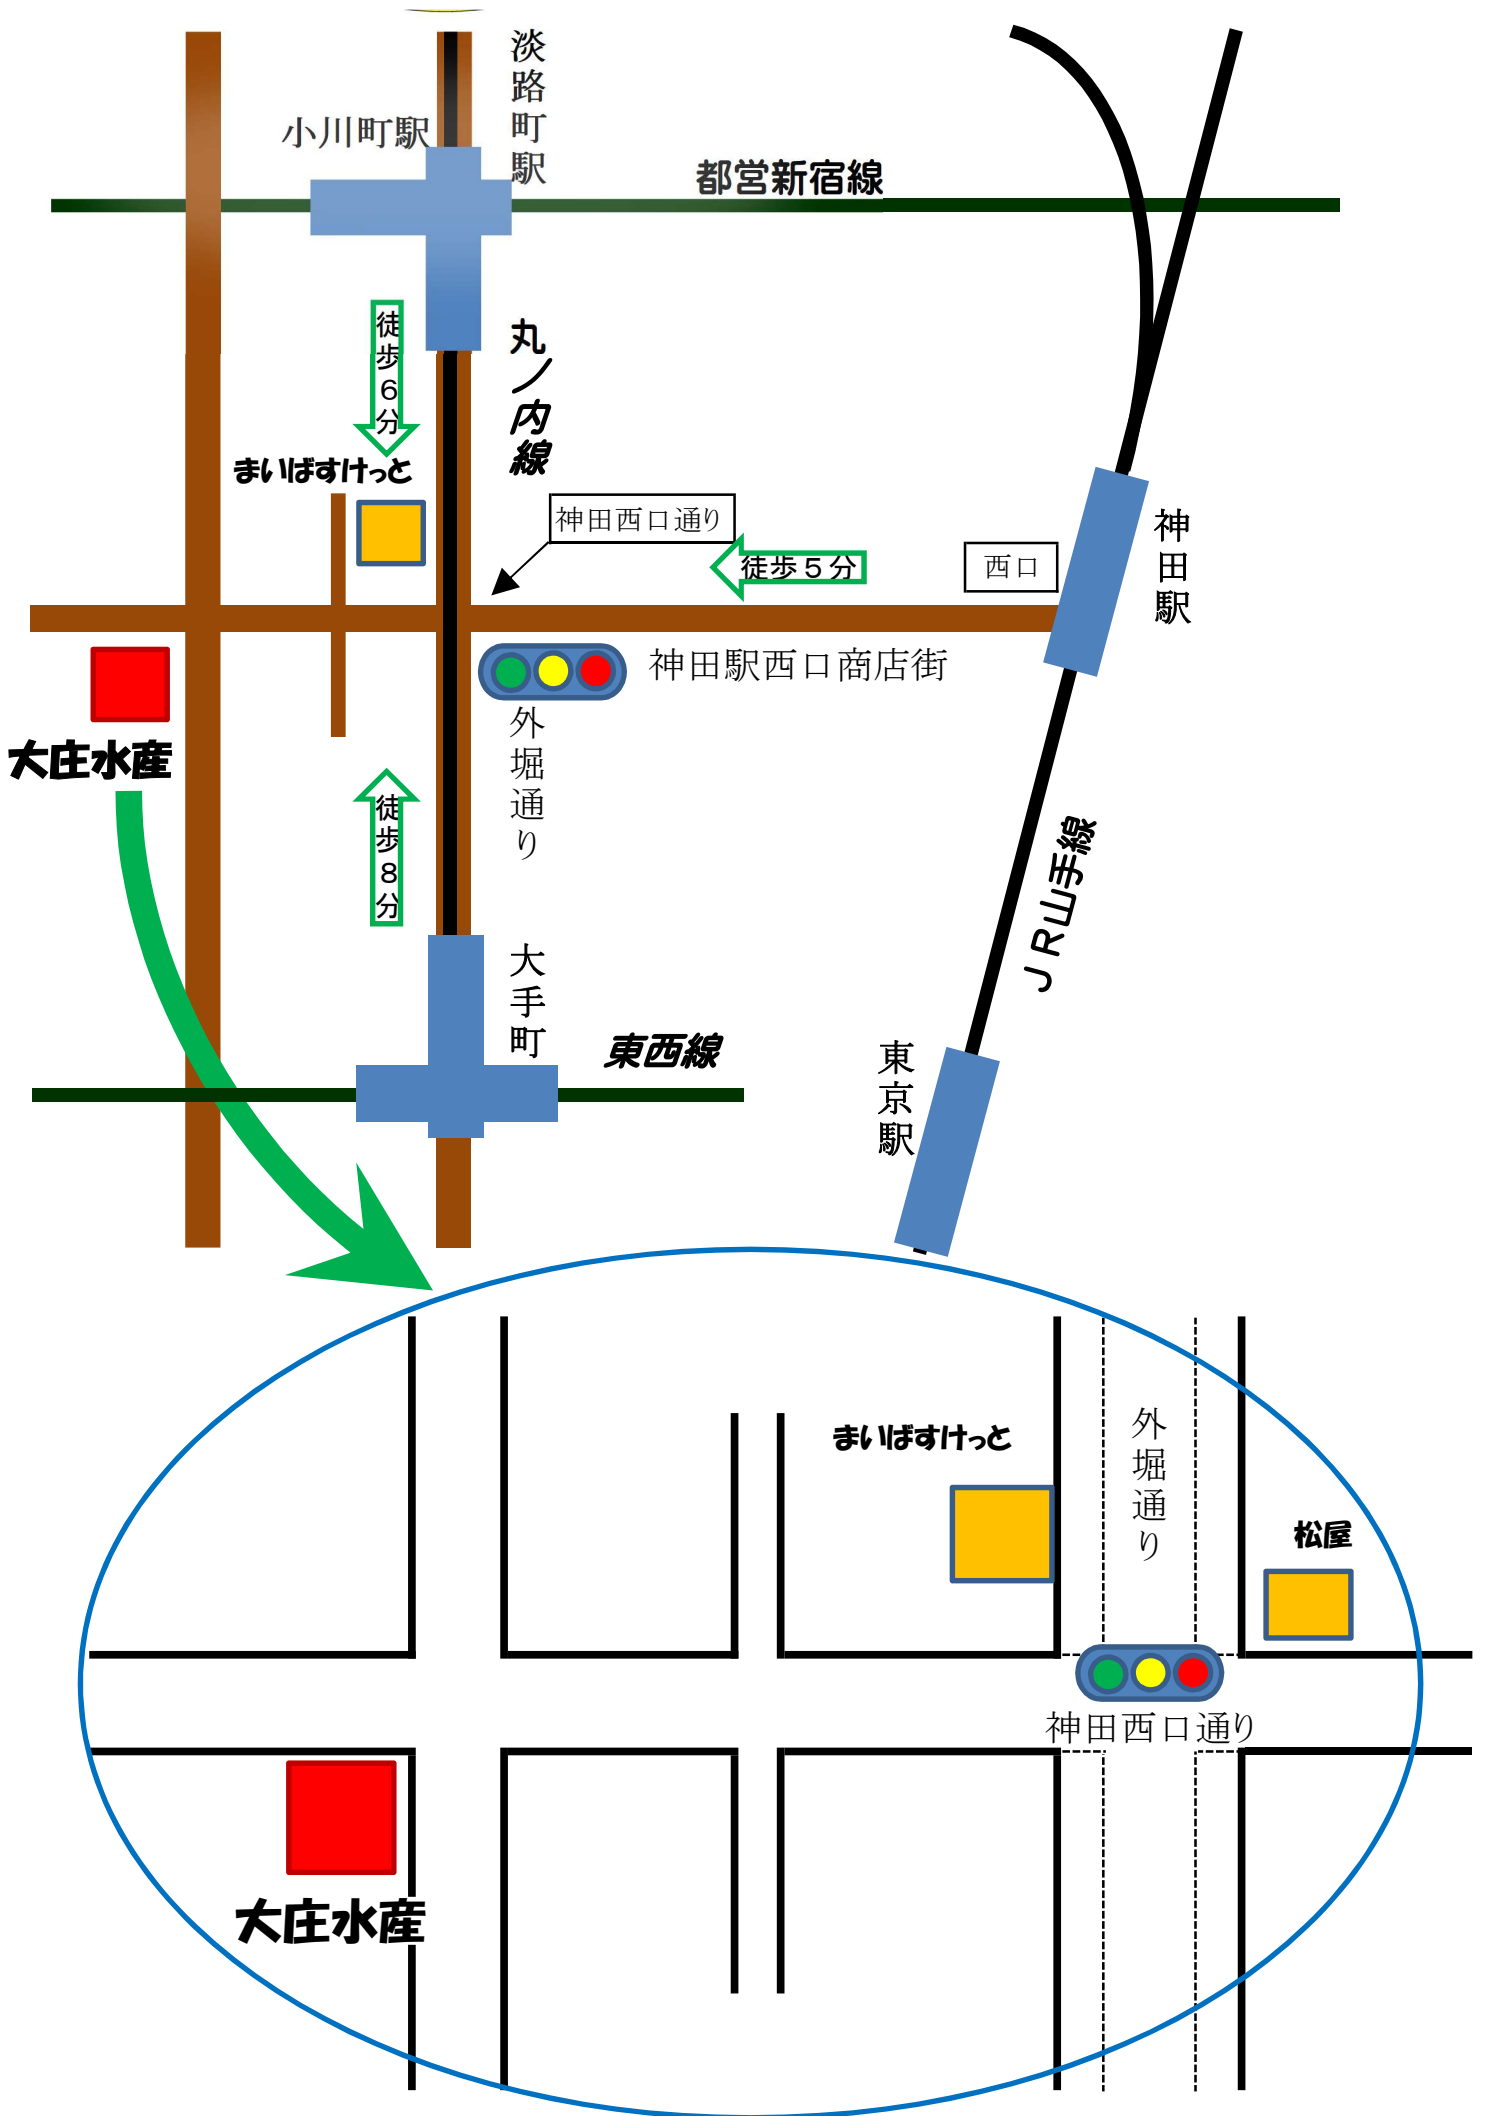 淡路町駅
小川町駅
都営新宿線
徒歩6分
丸ノ内線
まいばすけっと
神田西口通り
徒歩5分
西口
神田駅
神田駅西口商店街
外堀通り
大庄水産
徒歩8分
JR山手線
大手町
東西線
東京駅
まいばすけっと
外堀通り
松屋
神田西口通り
大庄水産